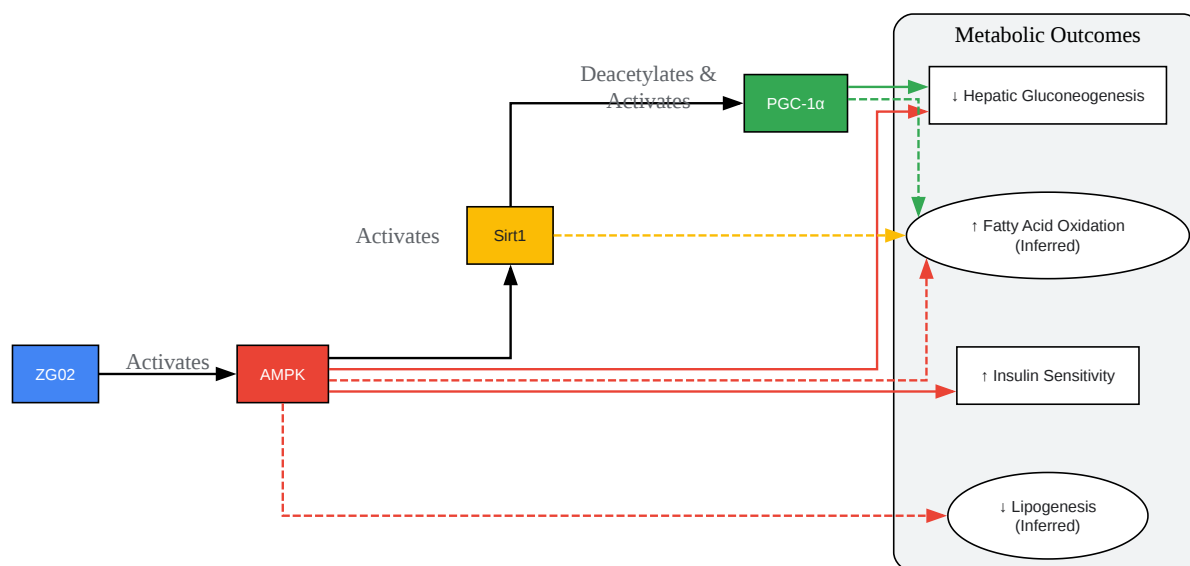 Metabolic Outcomes
Deacetylates &
Activates
PGC-1α
↓ Hepatic Gluconeogenesis
Activates
Sirt1
↑ Fatty Acid Oxidation
(Inferred)
ZG02
Activates
AMPK
↑ Insulin Sensitivity
↓ Lipogenesis
(Inferred)